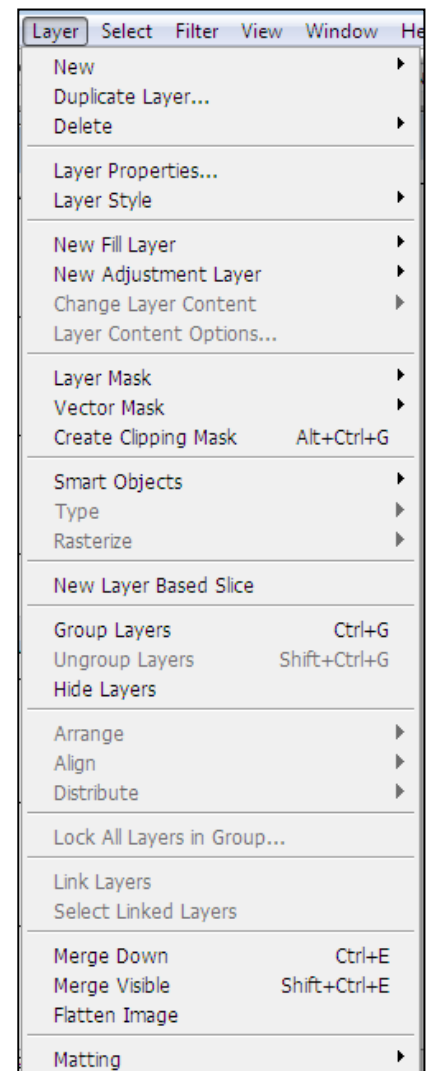 Layer Select Filter View Window He
New
Duplicate Layer...
Delete
Layer Properties...
Layer Style
New Fill Layer
New Adjustment Layer
Change Layer Content
Layer Content Options...
Layer Mask
Vector Mask
Create Clipping Mask Alt+Ctrl+G
Smart Objects
Type
Rasterize
New Layer Based Slice
Group Layers Ctrl+G
Ungroup Layers Shift+Ctrl+G
Hide Layers
Arrange
Align
Distribute
Lock All Layers in Group...
Link Layers
Select Linked Layers
Merge Down Ctrl+E
Merge Visible Shift+Ctrl+E
Flatten Image
Matting